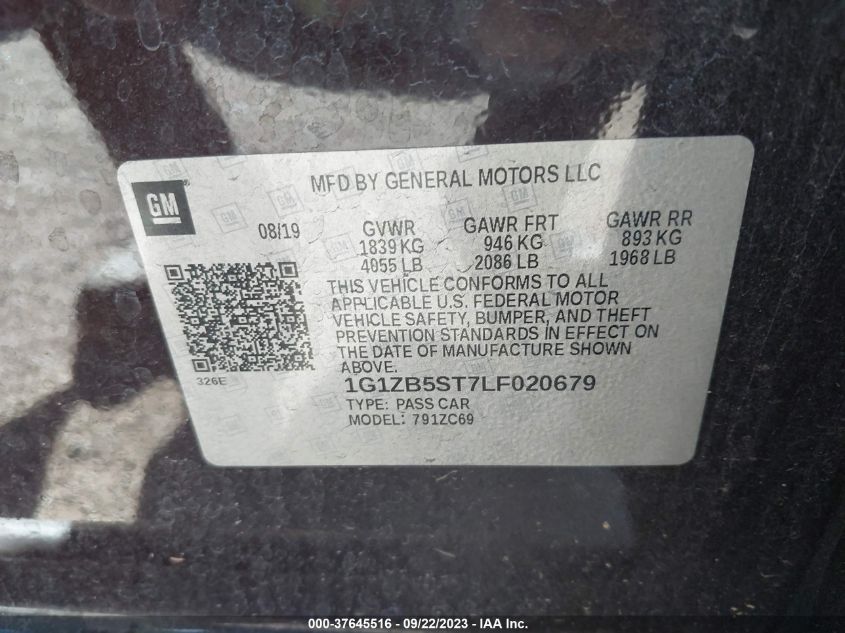 GM
MFD BY GENERAL MOTORS LLC
08/19
GVWR GAWR FRT GAWR RR
1839 KG 946 KG 893 KG
4055 LB 2086 LB 1968 LB
THIS VEHICLE CONFORMS TO ALL
APPLICABLE U.S. FEDERAL MOTOR
VEHICLE SAFETY, BUMPER, AND THEFT
PREVENTION STANDARDS IN EFFECT ON
THE DATE OF MANUFACTURE SHOWN
ABOVE.
326E
1G1ZB5ST7LF020679
TYPE: PASS CAR
MODEL: 791ZC69
000-37645516 - 09/22/2023 - IAA Inc.